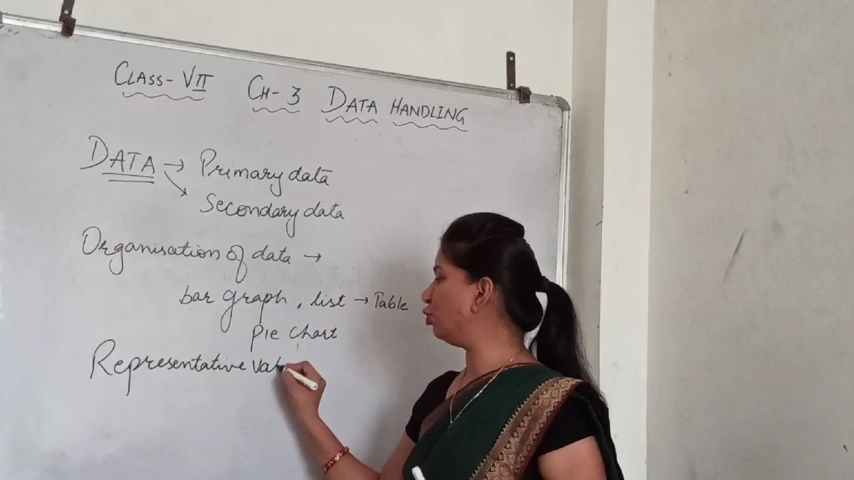 CLASS-VII CH-3 DATA HANDLING
DATA → Primary data
Secondary data
Organisation of data →
bar graph, list → Table
Pie Chart
Representative Val